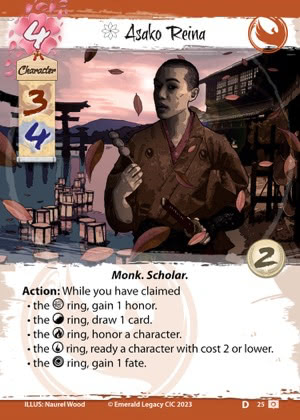 4
Asako Reina
Character
3
4
2
Monk. Scholar.
Action: While you have claimed
• the ring, gain 1 honor.
• the ring, draw 1 card.
• the ring, honor a character.
• the ring, ready a character with cost 2 or lower.
• the ring, gain 1 fate.
ILLUS: Naurel Wood © Emerald Legacy CIC 2023 D 25